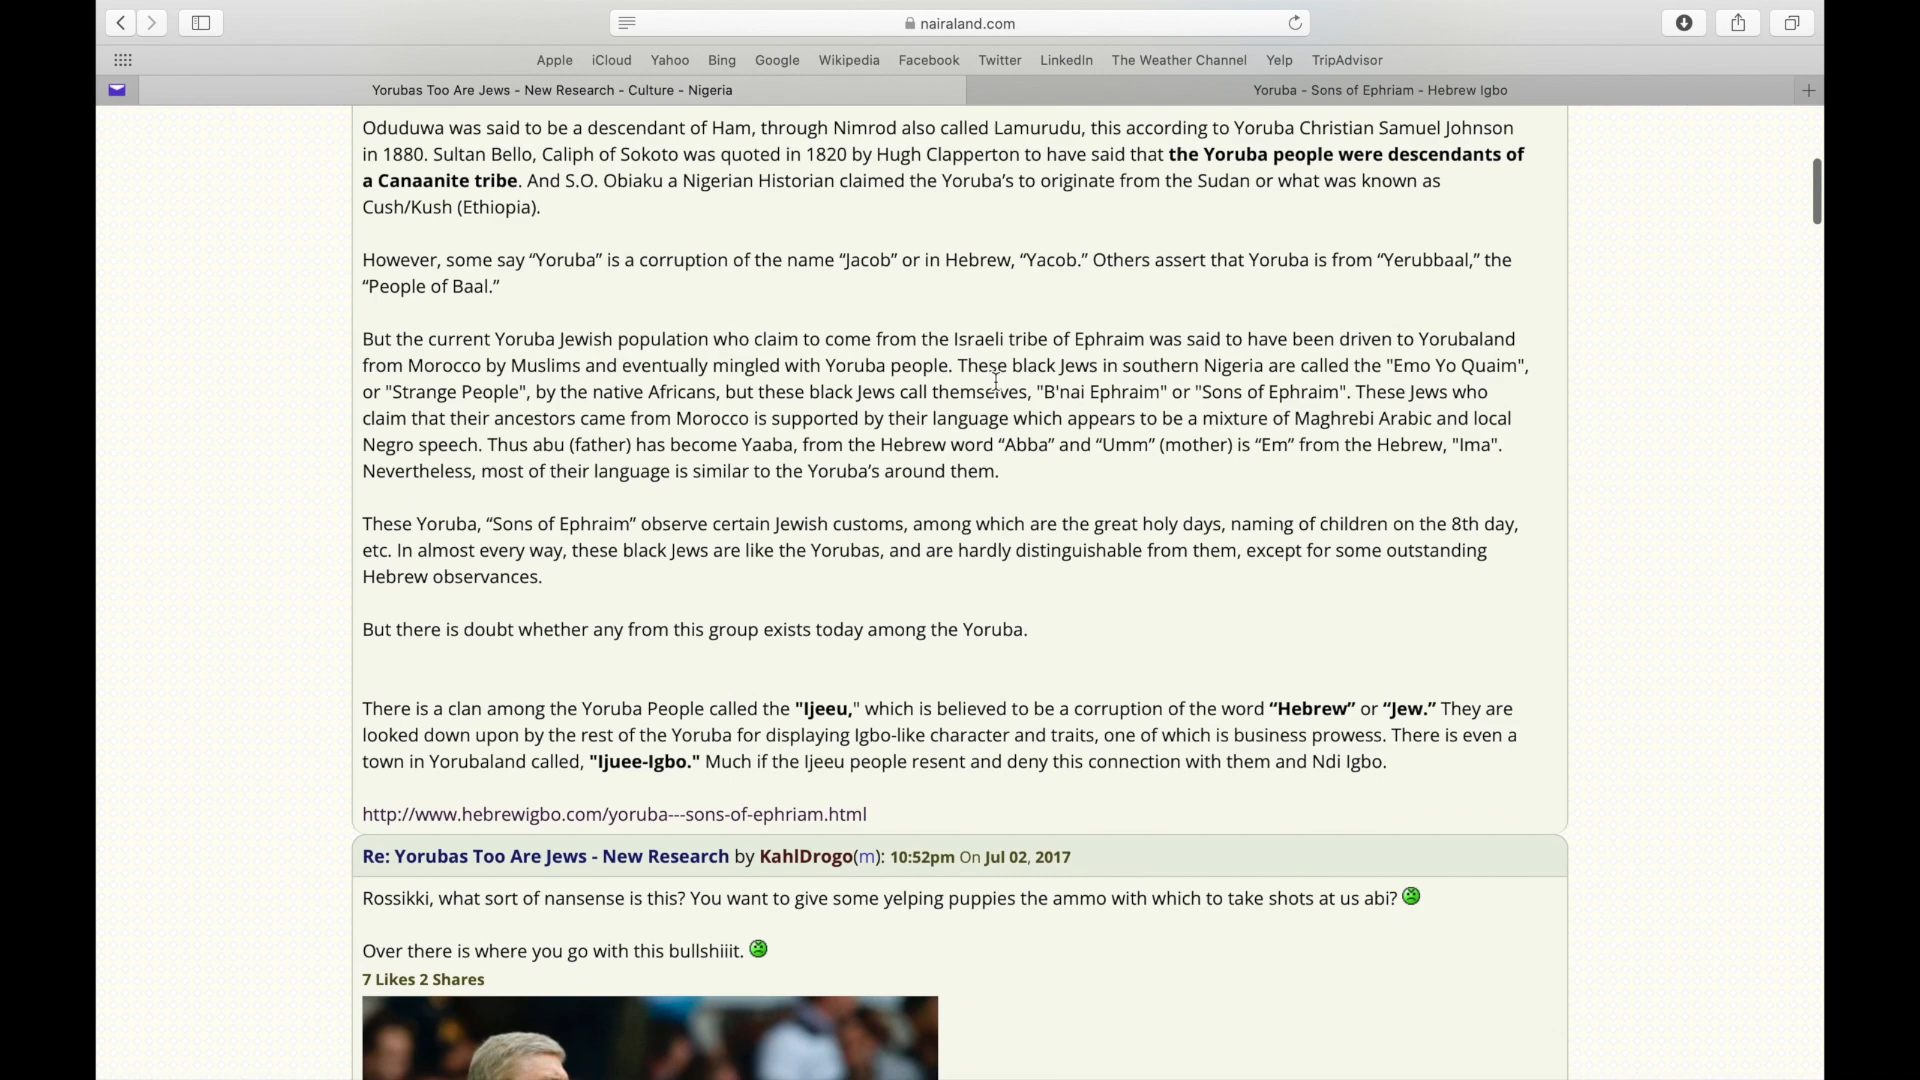 nairaland.com
Apple iCloud Yahoo Bing Google Wikipedia Facebook Twitter LinkedIn The Weather Channel Yelp TripAdvisor
Yorubas Too Are Jews - New Research - Culture - Nigeria
Yoruba - Sons of Ephriam - Hebrew Igbo
Oduduwa was said to be a descendant of Ham, through Nimrod also called Lamurudu, this according to Yoruba Christian Samuel Johnson
in 1880. Sultan Bello, Caliph of Sokoto was quoted in 1820 by Hugh Clapperton to have said that the Yoruba people were descendants of
a Canaanite tribe. And S.O. Obiaku a Nigerian Historian claimed the Yoruba’s to originate from the Sudan or what was known as
Cush/Kush (Ethiopia).
However, some say “Yoruba” is a corruption of the name “Jacob” or in Hebrew, “Yacob.” Others assert that Yoruba is from “Yerubbaal,” the
“People of Baal.”
But the current Yoruba Jewish population who claim to come from the Israeli tribe of Ephraim was said to have been driven to Yorubaland
from Morocco by Muslims and eventually mingled with Yoruba people. These black Jews in southern Nigeria are called the "Emo Yo Quaim",
or "Strange People", by the native Africans, but these black Jews call themselves, "B'nai Ephraim" or "Sons of Ephraim". These Jews who
claim that their ancestors came from Morocco is supported by their language which appears to be a mixture of Maghrebi Arabic and local
Negro speech. Thus abu (father) has become Yaaba, from the Hebrew word “Abba” and “Umm” (mother) is “Em” from the Hebrew, "Ima".
Nevertheless, most of their language is similar to the Yoruba’s around them.
These Yoruba, “Sons of Ephraim” observe certain Jewish customs, among which are the great holy days, naming of children on the 8th day,
etc. In almost every way, these black Jews are like the Yorubas, and are hardly distinguishable from them, except for some outstanding
Hebrew observances.
But there is doubt whether any from this group exists today among the Yoruba.
There is a clan among the Yoruba People called the "Ijeeu," which is believed to be a corruption of the word “Hebrew” or “Jew.” They are
looked down upon by the rest of the Yoruba for displaying Igbo-like character and traits, one of which is business prowess. There is even a
town in Yorubaland called, "Ijuee-Igbo." Much if the Ijeeu people resent and deny this connection with them and Ndi Igbo.
http://www.hebrewigbo.com/yoruba---sons-of-ephriam.html
Re: Yorubas Too Are Jews - New Research by KahlDrogo(m): 10:52pm On Jul 02, 2017
Rossikki, what sort of nansense is this? You want to give some yelping puppies the ammo with which to take shots at us abi?
Over there is where you go with this bullshiiit.
7 Likes 2 Shares